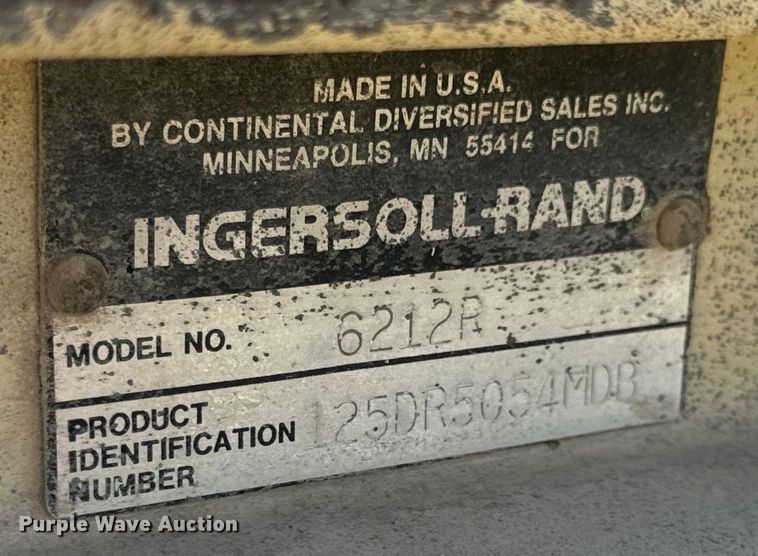 MADE IN U.S.A.
BY CONTINENTAL DIVERSIFIED SALES INC.
MINNEAPOLIS, MN 55414 FOR
INGERSOLL-RAND
MODEL NO. 6212R
PRODUCT
IDENTIFICATION 125DR5054MDB
NUMBER
Purple Wave Auction